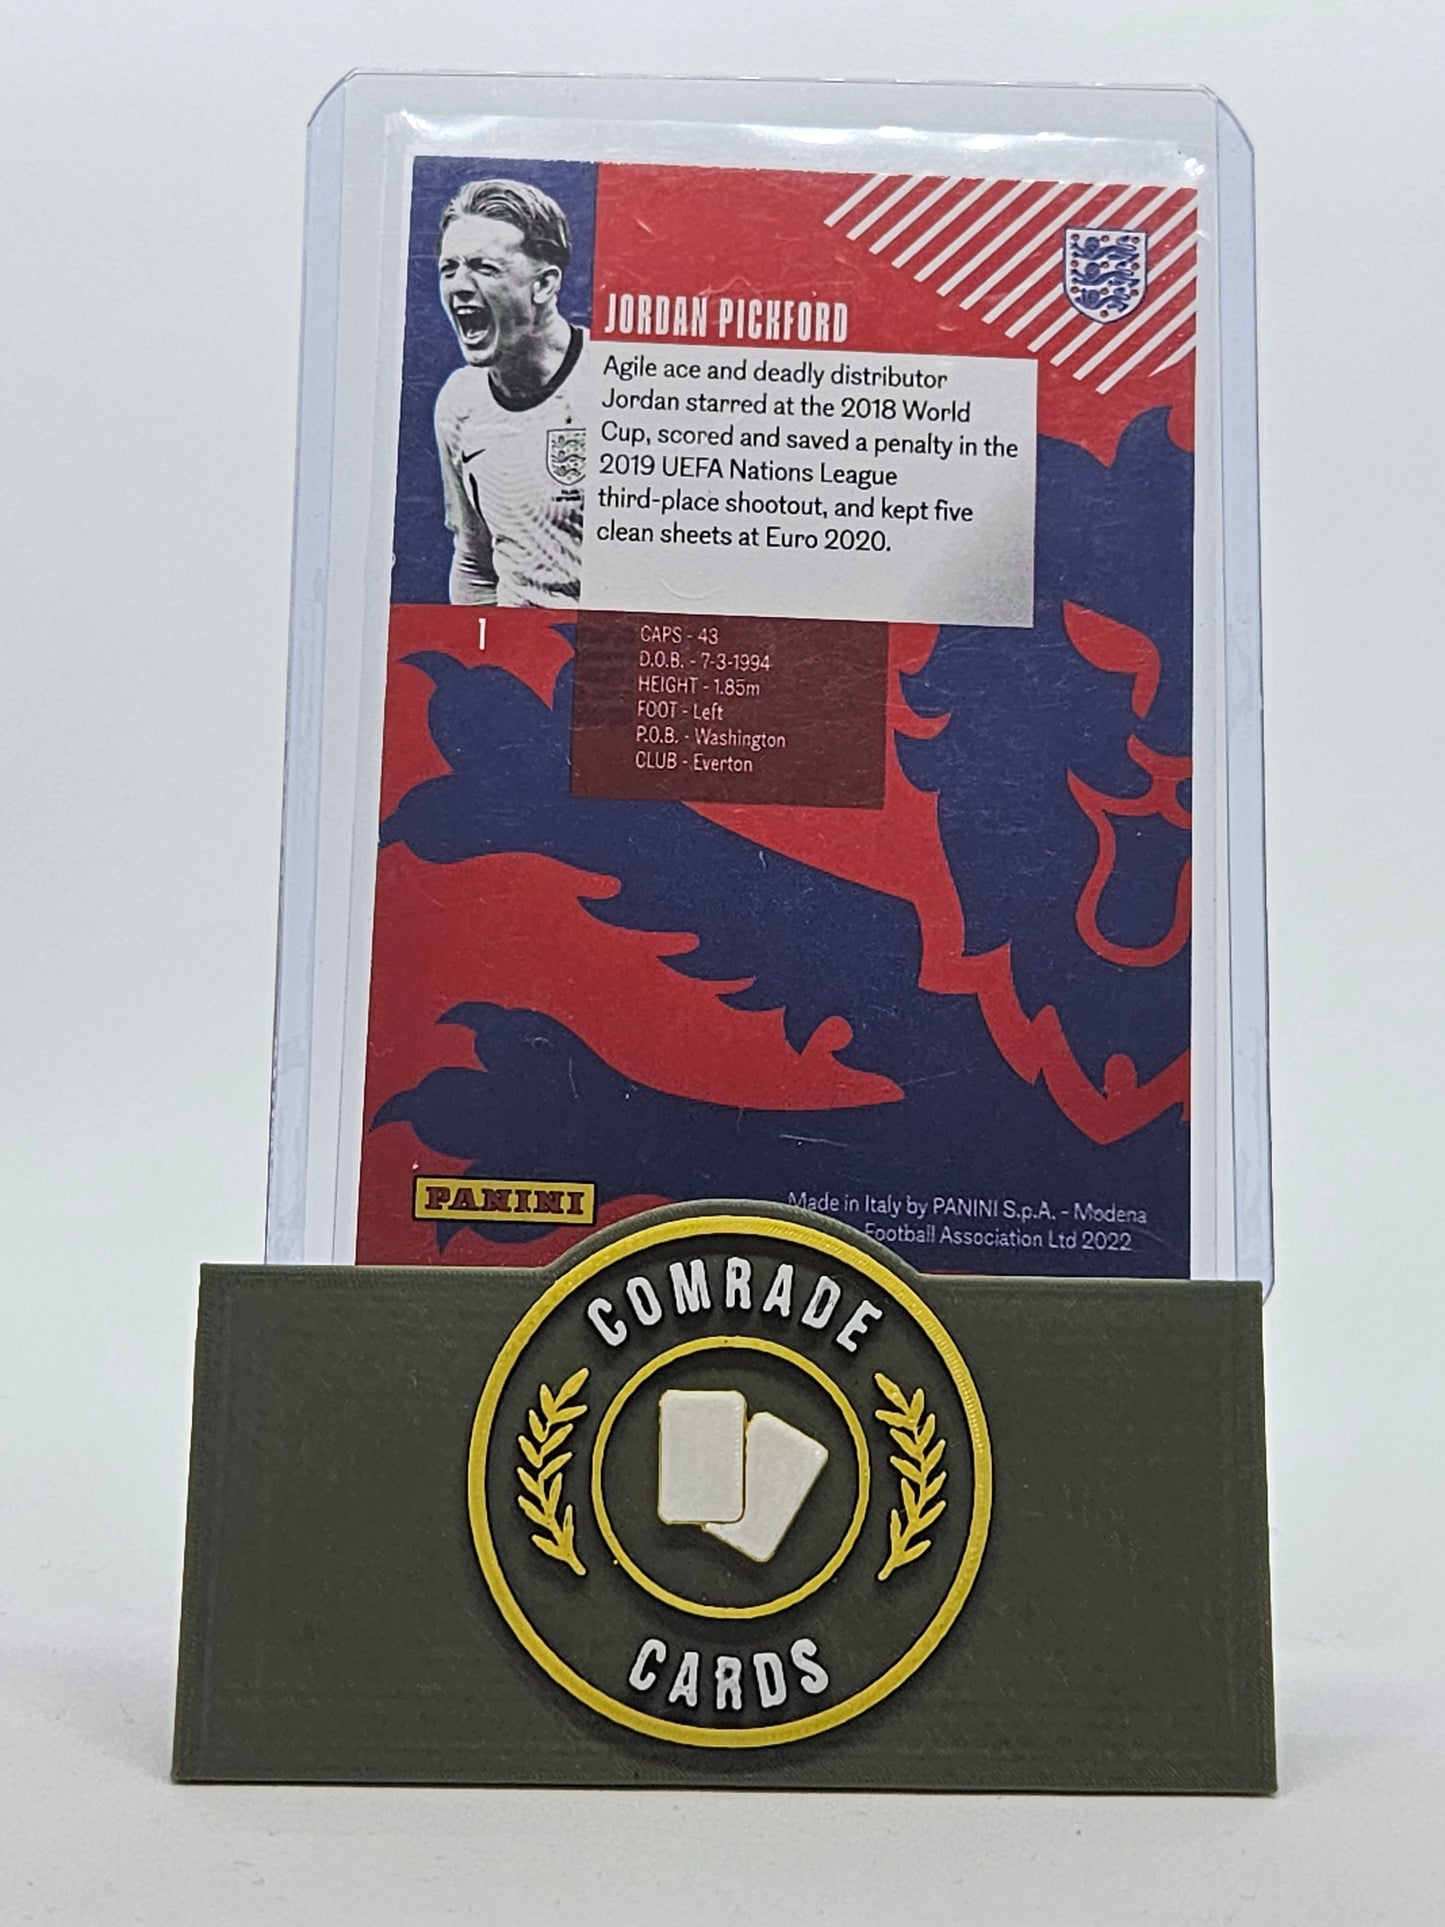 JORDAN PICKFORD
Agile ace and deadly distributor
Jordan starred at the 2018 World
Cup, scored and saved a penalty in the
2019 UEFA Nations League
third-place shootout, and kept five
clean sheets at Euro 2020.
1
CAPS - 43
D.O.B. - 7-3-1994
HEIGHT - 1.85m
FOOT - Left
P.O.B. - Washington
CLUB - Everton
PANINI
Made in Italy by PANINI S.p.A. - Modena
Football Association Ltd 2022
COMRADE
CARDS